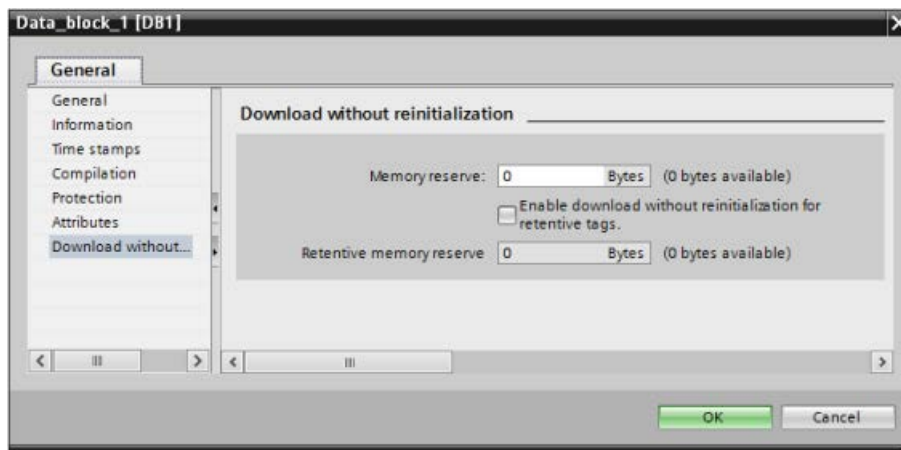 Data_block_1 [DB1]
General
General
Information
Time stamps
Compilation
Protection
Attributes
Download without...
Download without reinitialization
Memory reserve: 0 Bytes (0 bytes available)
Enable download without reinitialization for
retentive tags.
Retentive memory reserve 0 Bytes (0 bytes available)
OK Cancel